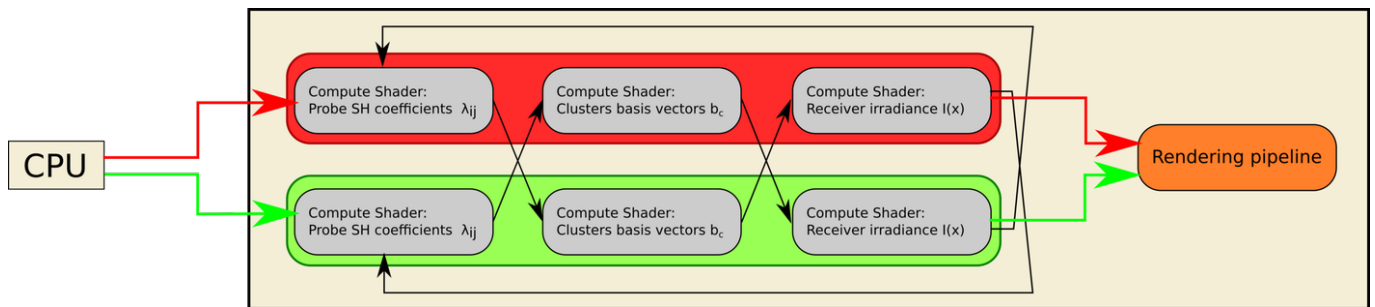 CPU
Compute Shader:
Probe SH coefficients λij
Compute Shader:
Clusters basis vectors bc
Compute Shader:
Receiver irradiance I(x)
Compute Shader:
Probe SH coefficients λij
Compute Shader:
Clusters basis vectors bc
Compute Shader:
Receiver irradiance I(x)
Rendering pipeline